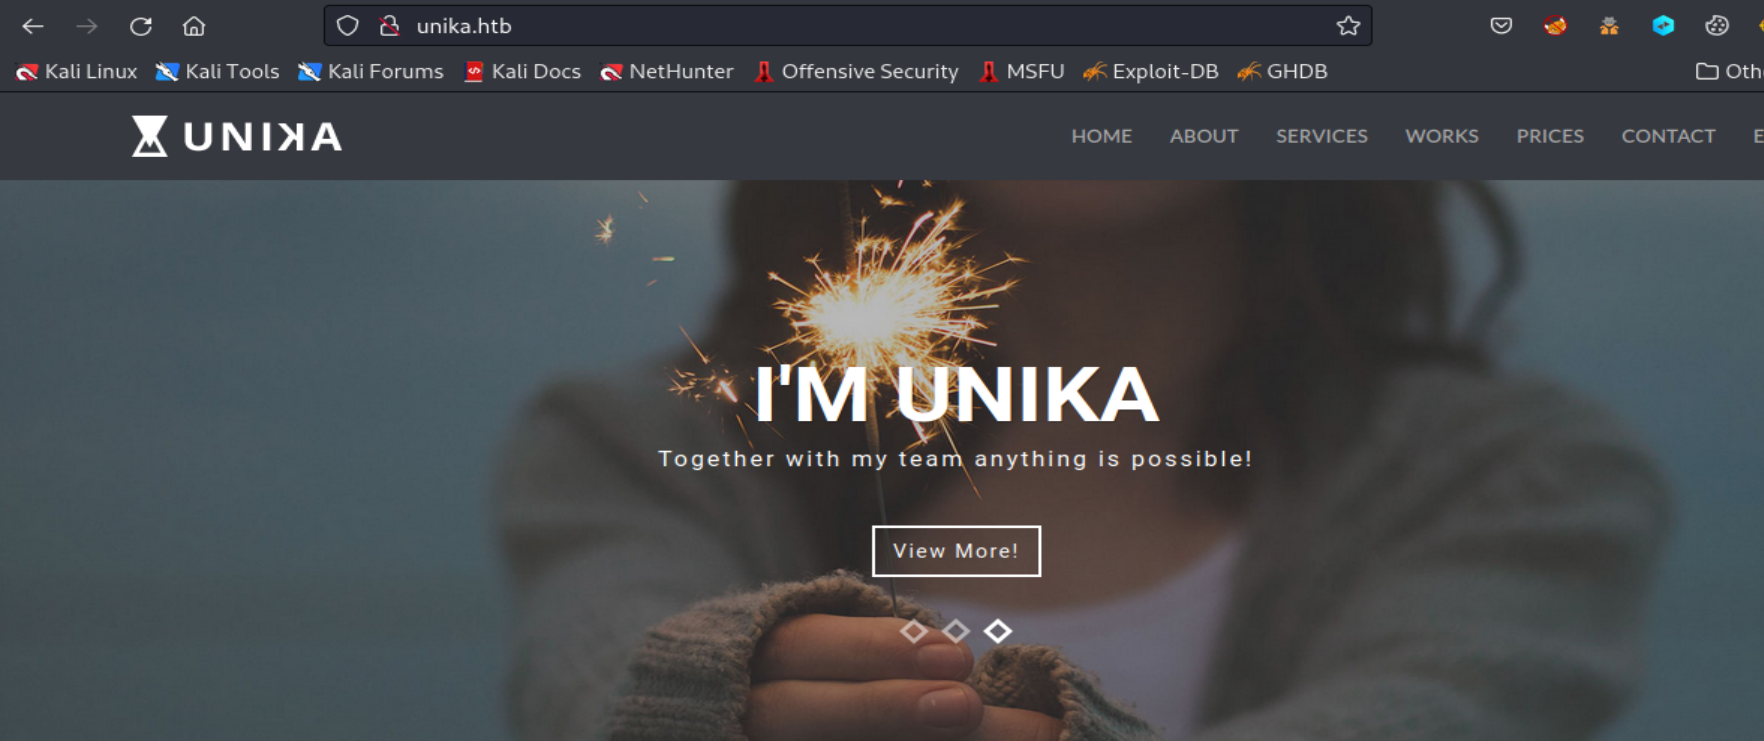 unika.htb
Kali Linux Kali Tools Kali Forums Kali Docs NetHunter Offensive Security MSFU Exploit-DB GHDB Oth
UNIKA HOME ABOUT SERVICES WORKS PRICES CONTACT E
I'M UNIKA
Together with my team anything is possible!
View More!